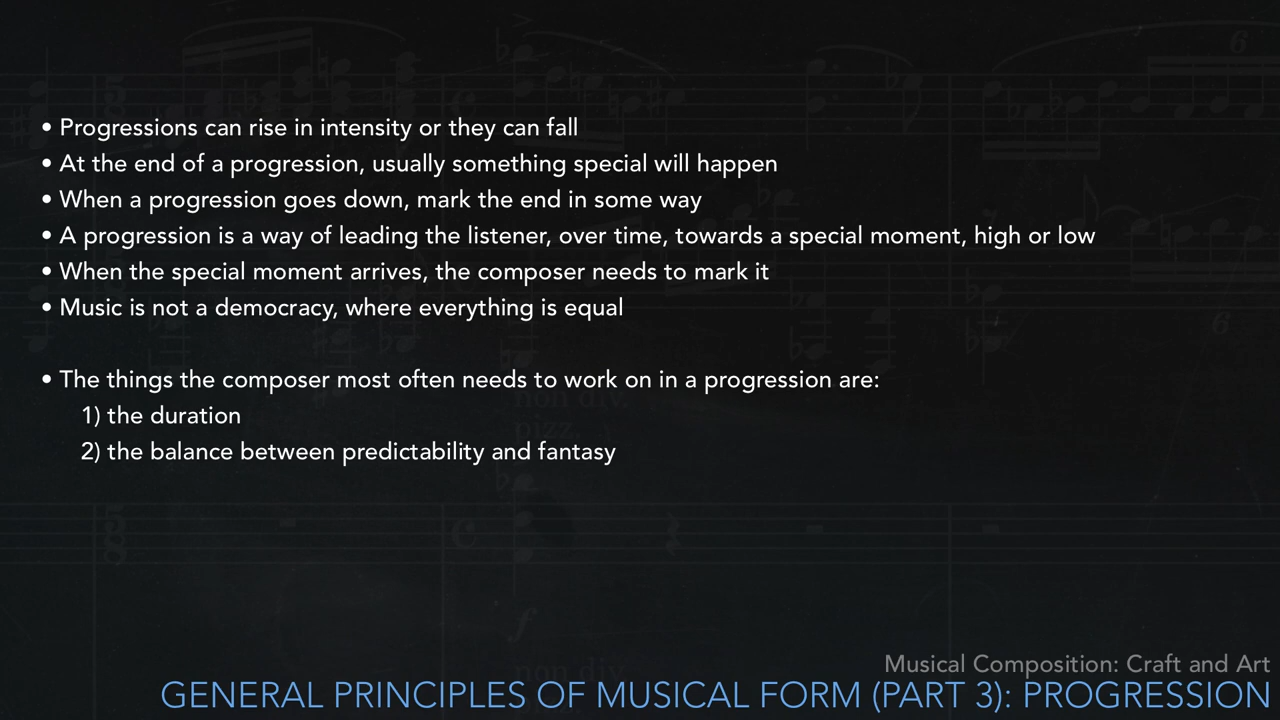 • Progressions can rise in intensity or they can fall
• At the end of a progression, usually something special will happen
• When a progression goes down, mark the end in some way
• A progression is a way of leading the listener, over time, towards a special moment, high or low
• When the special moment arrives, the composer needs to mark it
• Music is not a democracy, where everything is equal
• The things the composer most often needs to work on in a progression are:
1) the duration
non div.
pizz.
2) the balance between predictability and fantasy
non div.
Musical Composition: Craft and Art
GENERAL PRINCIPLES OF MUSICAL FORM (PART 3): PROGRESSION